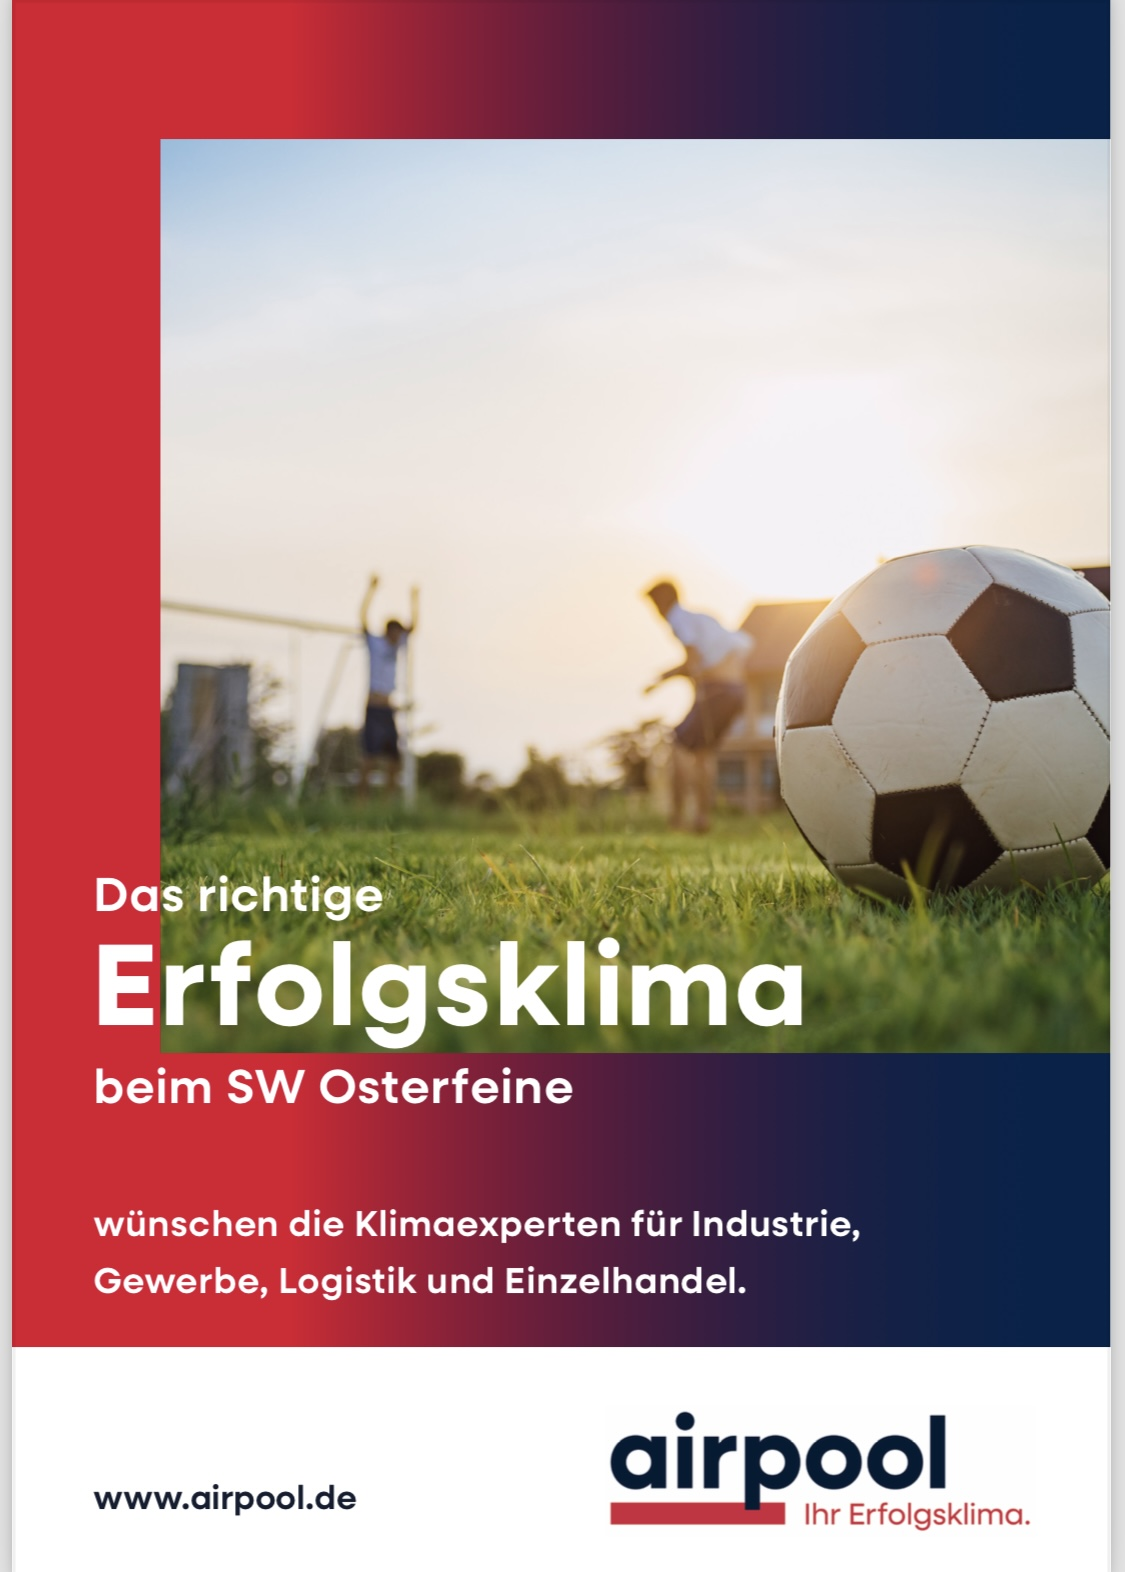 Das richtige
Erfolgsklima
beim SW Osterfeine
wünschen die Klimaexperten für Industrie,
Gewerbe, Logistik und Einzelhandel.
www.airpool.de
airpool
Ihr Erfolgsklima.